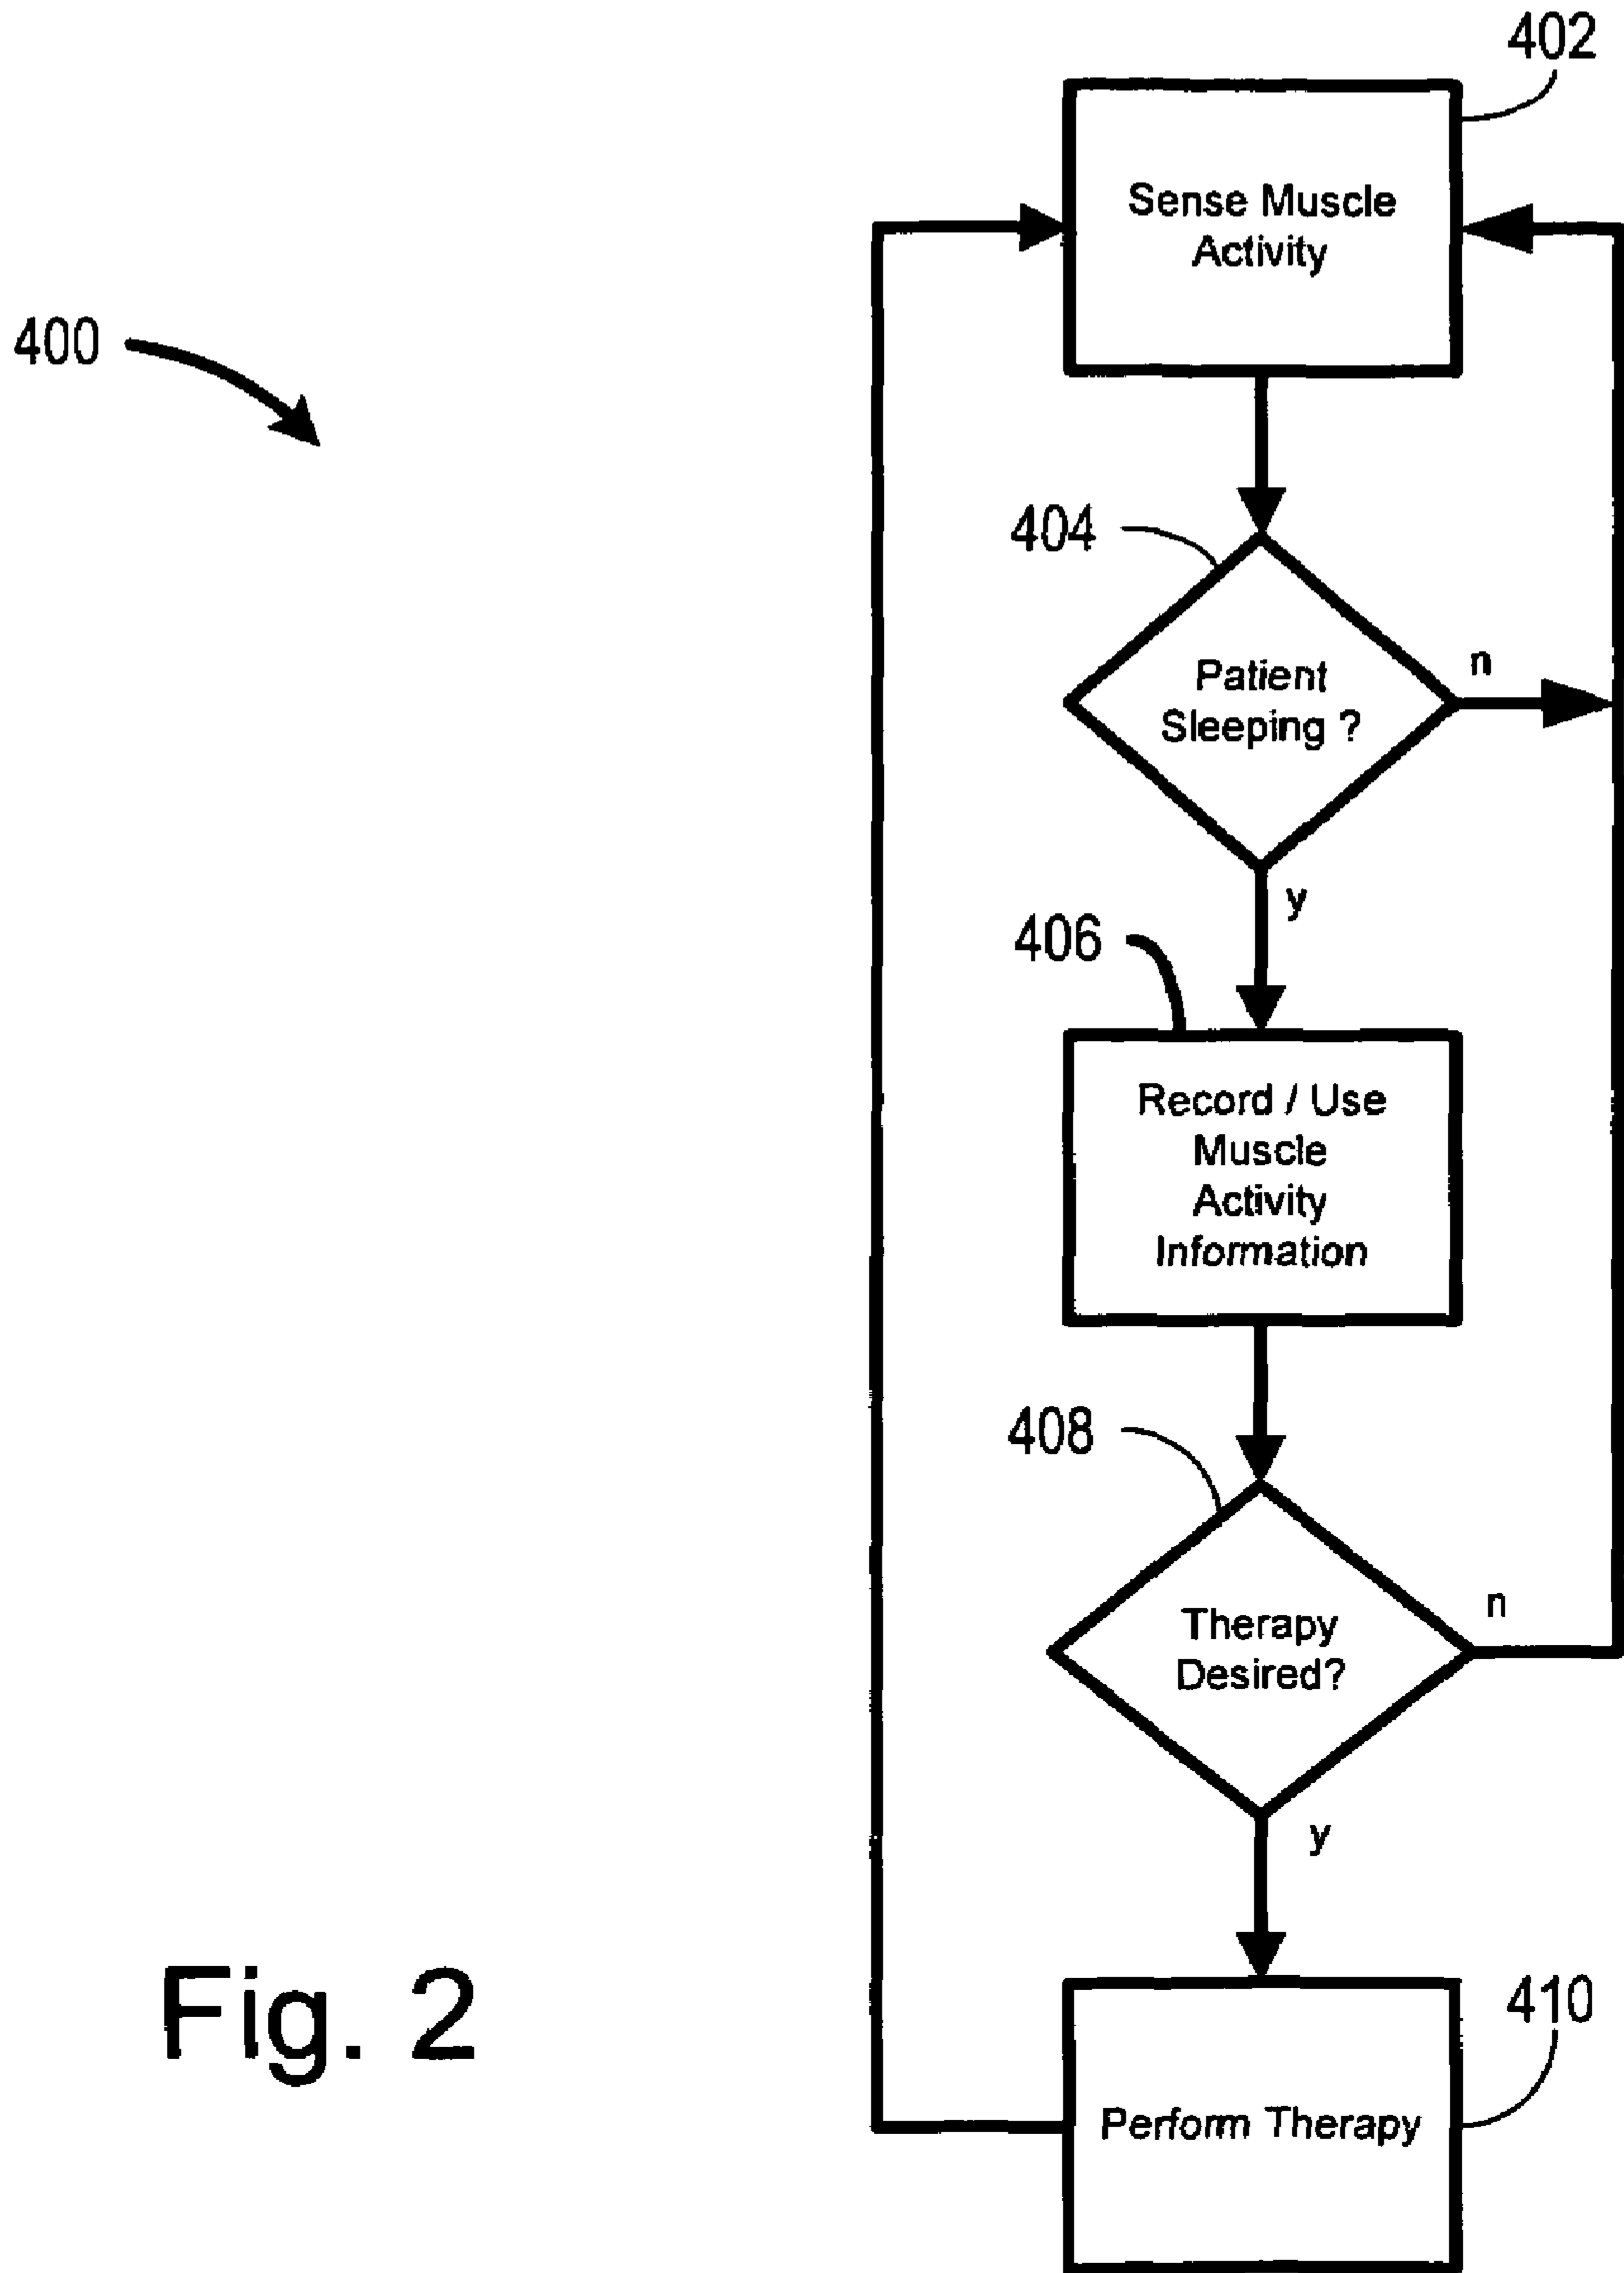 402
Sense Muscle
Activity
400
404
Patient
Sleeping ?
n
y
406
Record / Use
Muscle
Activity
Information
408
Therapy
Desired?
n
y
Perform Therapy
410
Fig. 2